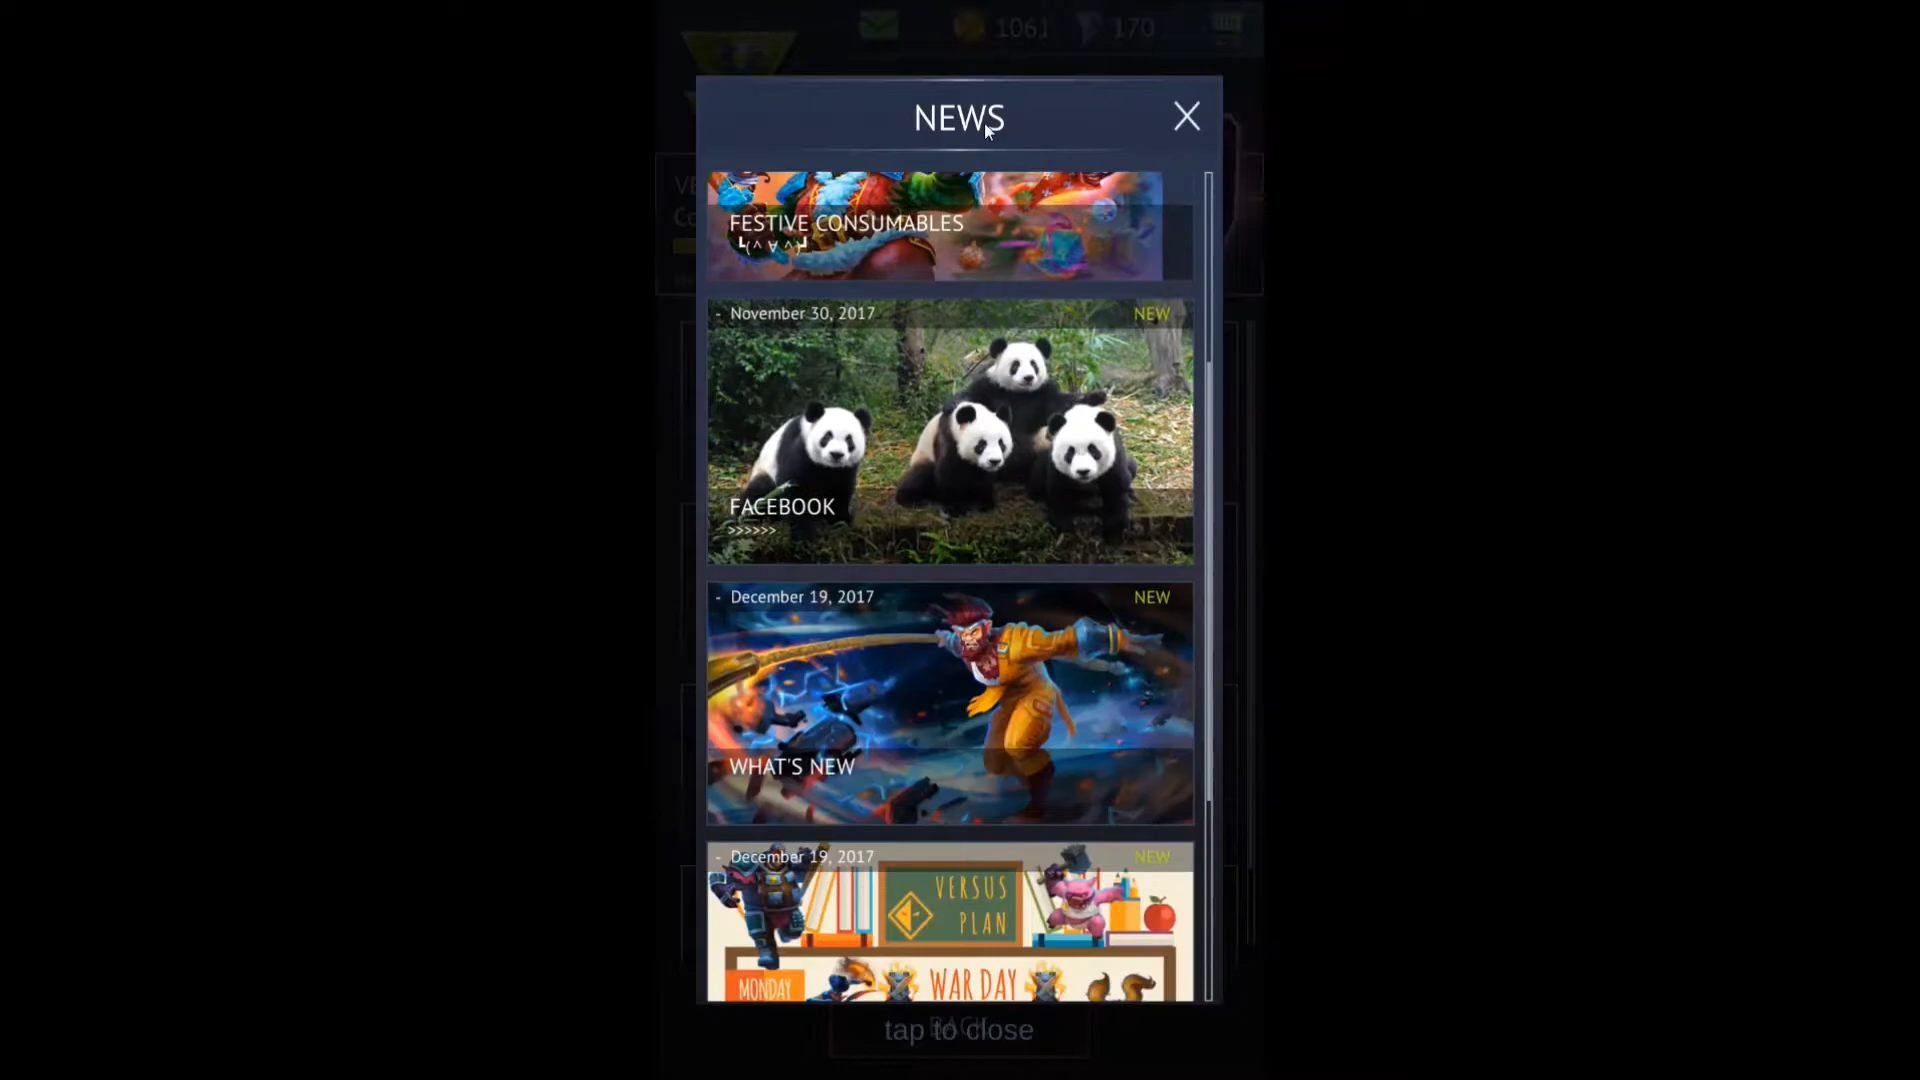 1061
170
NEWS
FESTIVE CONSUMABLES
┗(^∀^)┛
- November 30, 2017
NEW
FACEBOOK
>>>>>>
- December 19, 2017
NEW
WHAT'S NEW
- December 19, 2017
NEW
VERSUS
PLAN
MONDAY
WAR DAY
BACK
tap to close